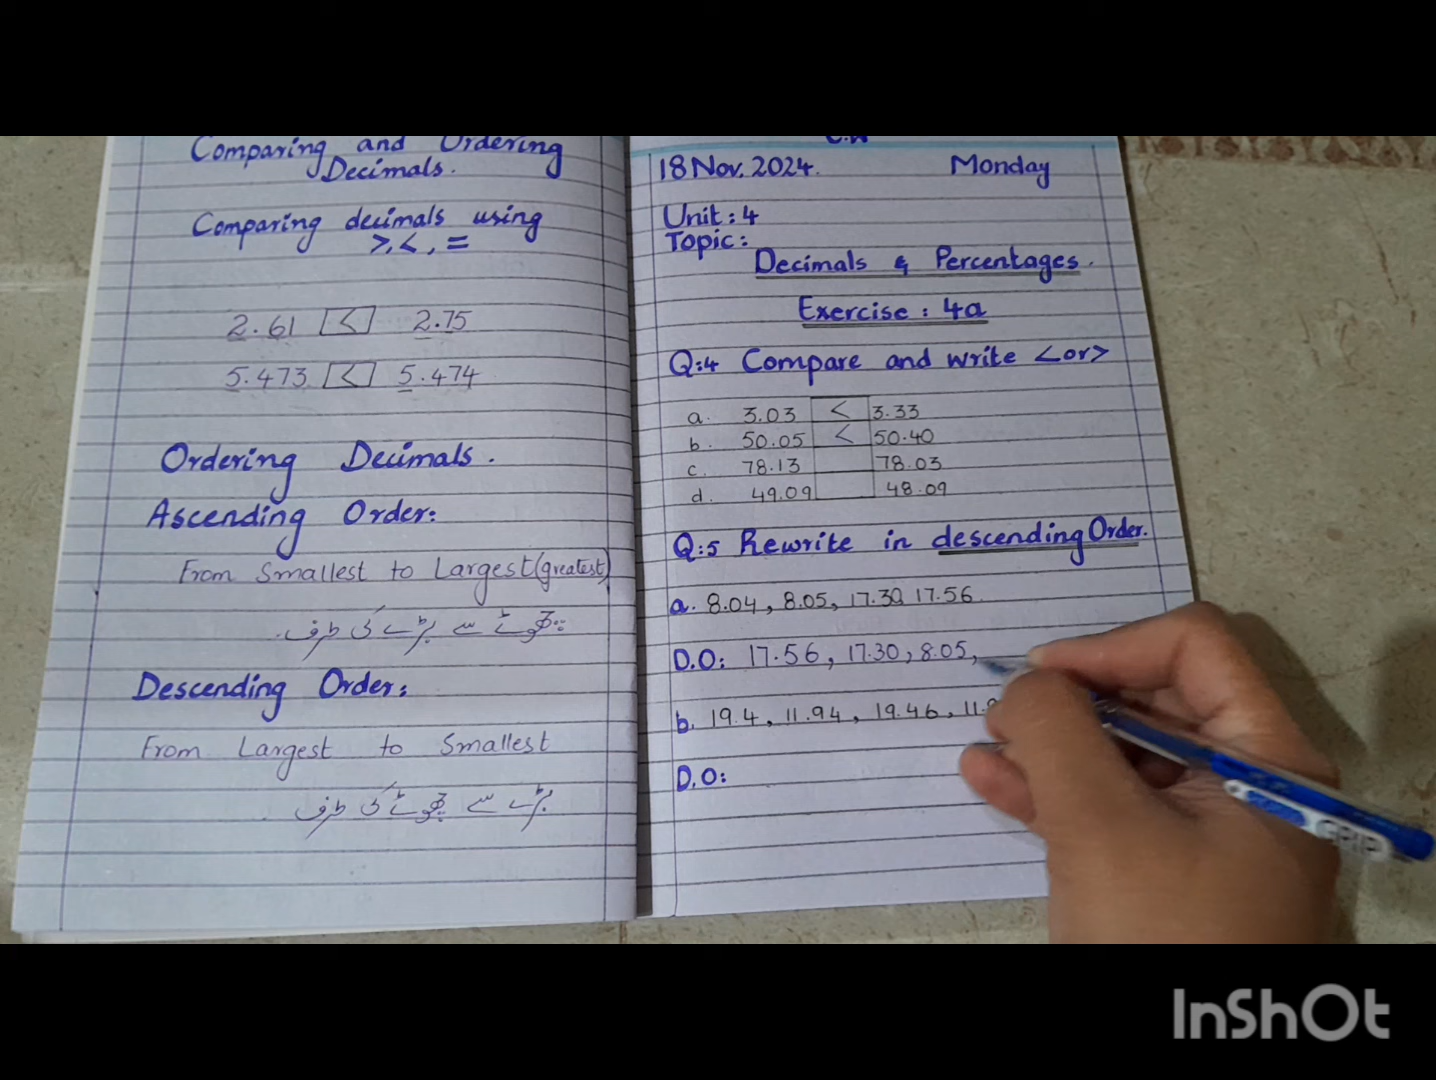 Comparing and Ordering
Decimals.
Comparing decimals using
>, <, =
2.61 < 2.75
5.473 < 5.474
Ordering Decimals.
Ascending Order:
From Smallest to Largest(greatest)
چھوٹے سے بڑے کی طرف.
Descending Order:
From Largest to Smallest
بڑے سے چھوٹے کی طرف.
C.W
18 Nov. 2024. Monday
Unit: 4
Topic:
Decimals & Percentages.
Exercise: 4a
Q:4 Compare and write < or >
a. 3.03 < 3.33
b. 50.05 < 50.40
c. 78.13 78.03
d. 49.09 48.09
Q:5 Rewrite in descending Order.
a. 8.04, 8.05, 17.30 17.56
D.O: 17.56, 17.30, 8.05,
b. 19.4, 11.94, 19.46,
D.O:
GRIP
InShOt